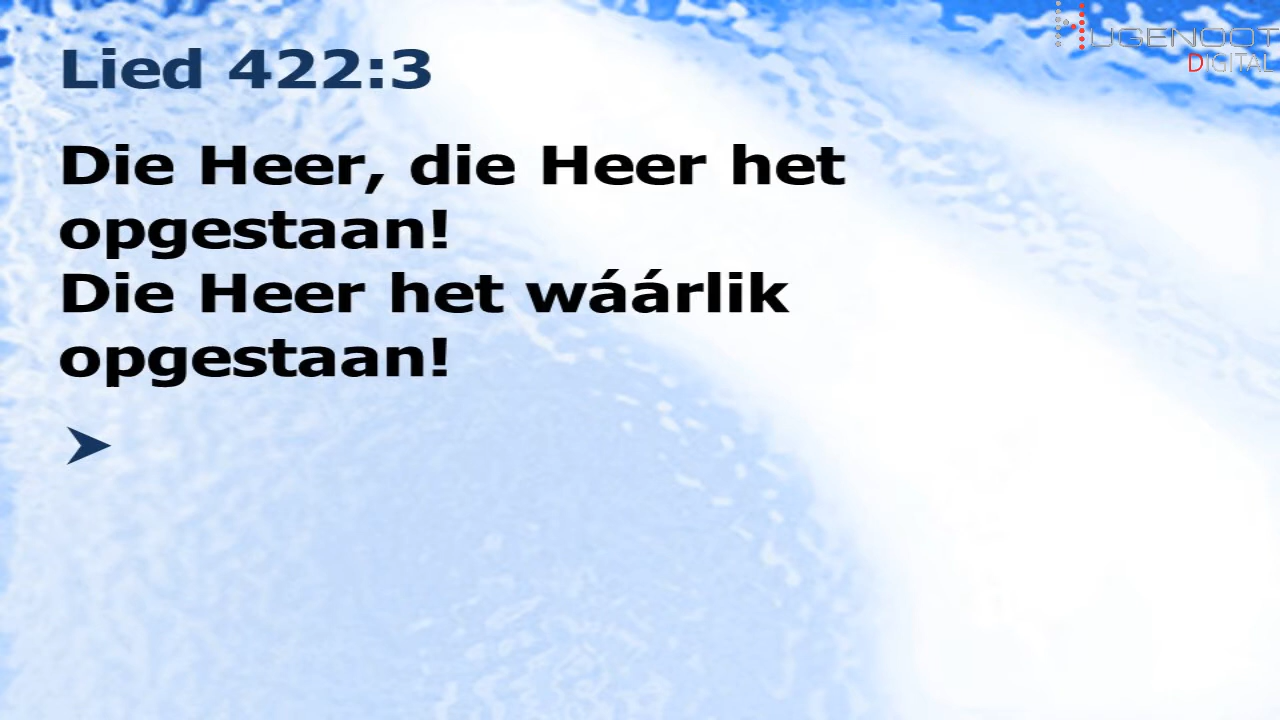 HUGENOOT
DIGITAL
Lied 422:3
Die Heer, die Heer het
opgestaan!
Die Heer het wáárlik
opgestaan!
➤